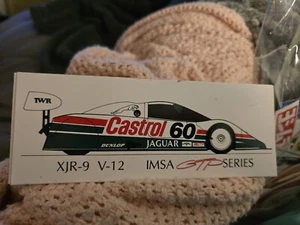 TWR
Castrol 60
DUNLOP JAGUAR
XJR-9 V-12 IMSA GTP SERIES